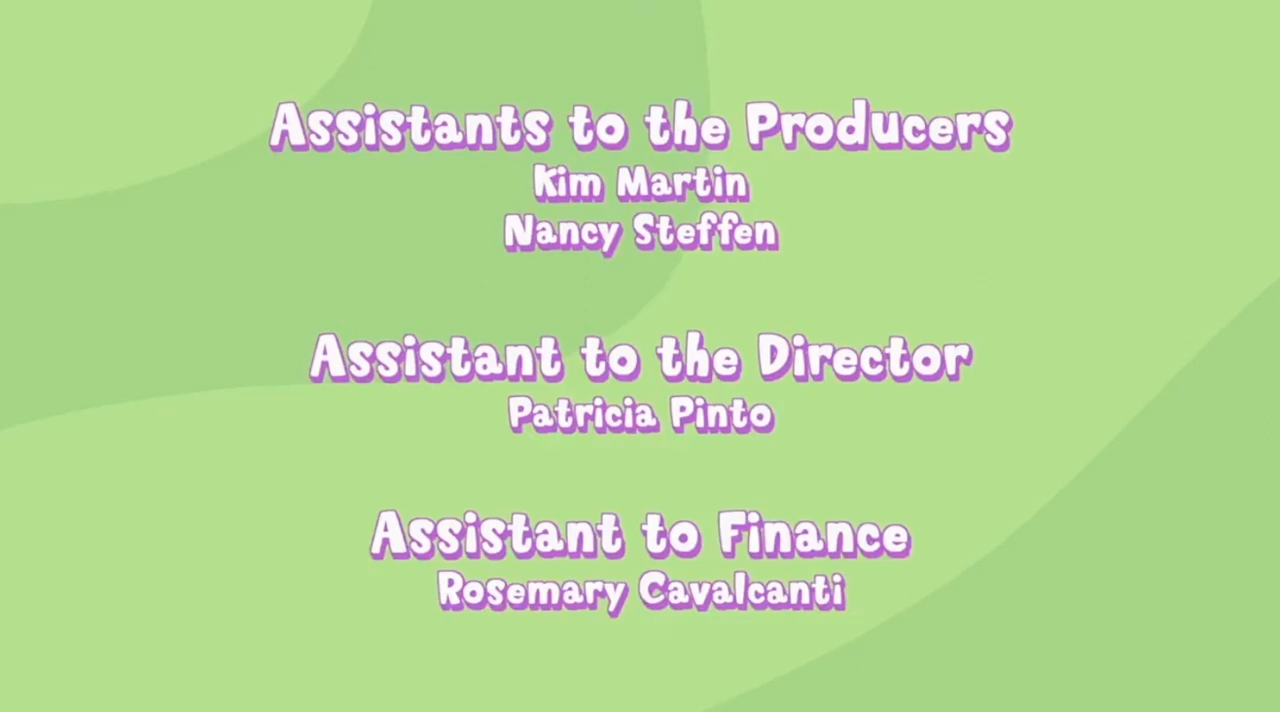 Assistants to the Producers
Kim Martin
Nancy Steffen
Assistant to the Director
Patricia Pinto
Assistant to Finance
Rosemary Cavalcanti